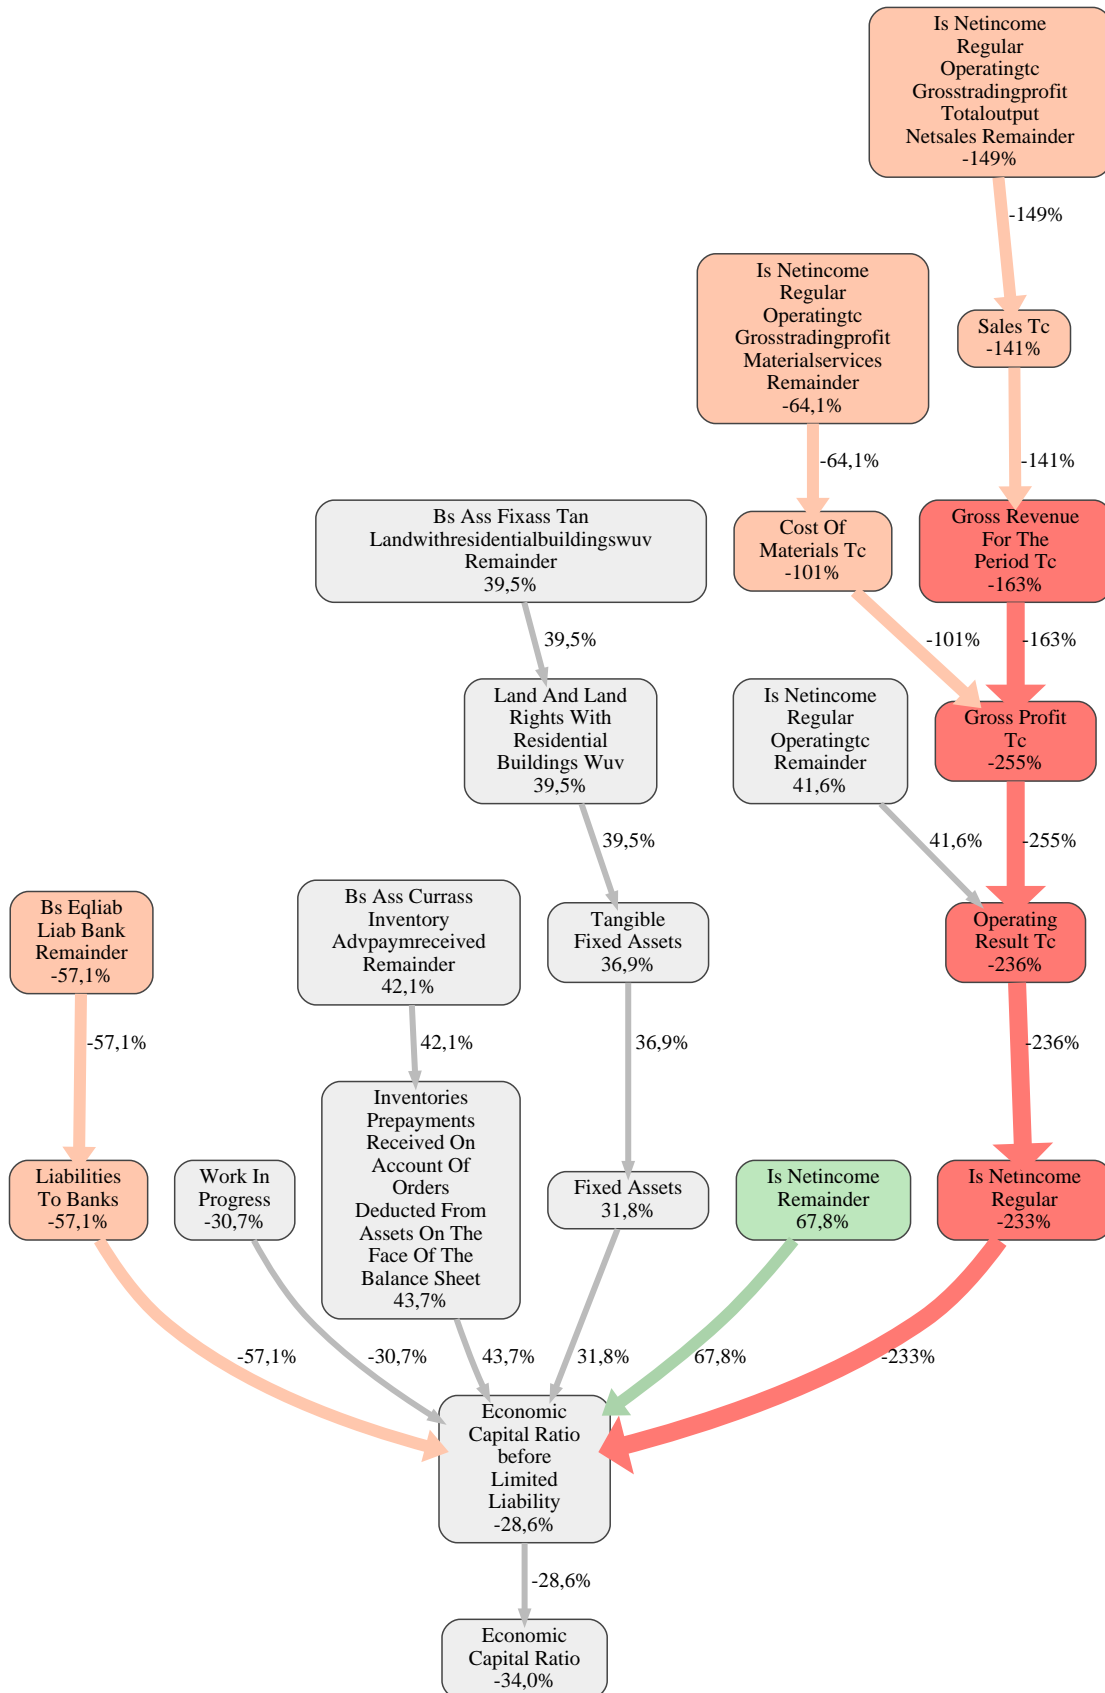 Is Netincome
Regular
Operatingtc
Grosstradingprofit
Totaloutput
Netsales Remainder
-149%
-149%
Is Netincome
Regular
Operatingtc
Grosstradingprofit
Materialservices
Remainder
-64,1%
Sales Tc
-141%
-64,1%
-141%
Bs Ass Fixass Tan
Landwithresidentialbuildingswuv
Remainder
39,5%
Cost Of
Materials Tc
-101%
Gross Revenue
For The
Period Tc
-163%
39,5%
-101%
-163%
Land And Land
Rights With
Residential
Buildings Wuv
39,5%
Is Netincome
Regular
Operatingtc
Remainder
41,6%
Gross Profit
Tc
-255%
39,5%
41,6%
-255%
Bs Eqliab
Liab Bank
Remainder
-57,1%
Bs Ass Currass
Inventory
Advpaymreceived
Remainder
42,1%
Tangible
Fixed Assets
36,9%
Operating
Result Tc
-236%
-57,1%
42,1%
36,9%
-236%
Liabilities
To Banks
-57,1%
Work In
Progress
-30,7%
Inventories
Prepayments
Received On
Account Of
Orders
Deducted From
Assets On The
Face Of The
Balance Sheet
43,7%
Fixed Assets
31,8%
Is Netincome
Remainder
67,8%
Is Netincome
Regular
-233%
-57,1%
-30,7%
43,7%
31,8%
67,8%
-233%
Economic
Capital Ratio
before
Limited
Liability
-28,6%
-28,6%
Economic
Capital Ratio
-34,0%